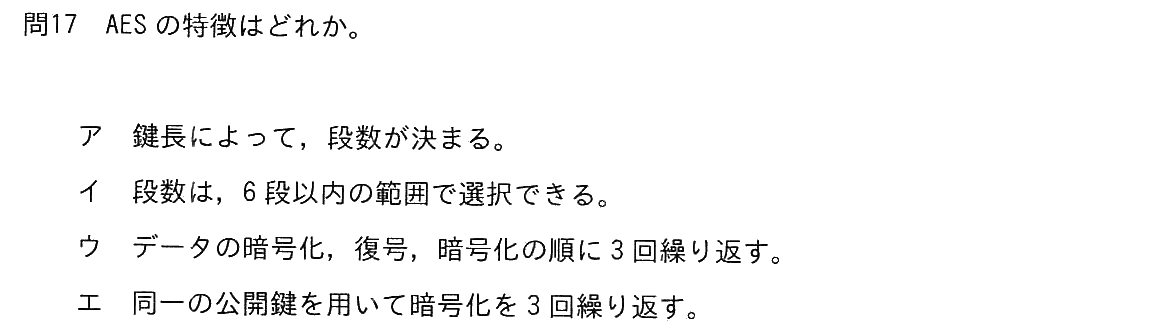 問17 AES の特徴はどれか。
ア 鍵長によって，段数が決まる。
イ 段数は，6 段以内の範囲で選択できる。
ウ データの暗号化，復号，暗号化の順に 3 回繰り返す。
エ 同一の公開鍵を用いて暗号化を 3 回繰り返す。